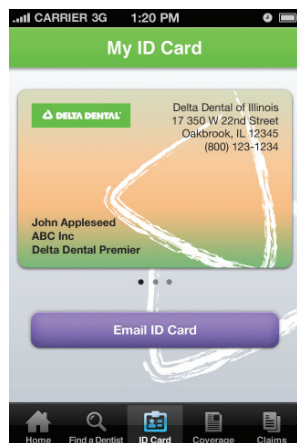 CARRIER 3G 1:20 PM
My ID Card
DELTA DENTAL
Delta Dental of Illinois
17 350 W 22nd Street
Oakbrook, IL 12345
(800) 123-1234
John Appleseed
ABC Inc
Delta Dental Premier
Email ID Card
Home Find a Dentist ID Card Coverage Claims